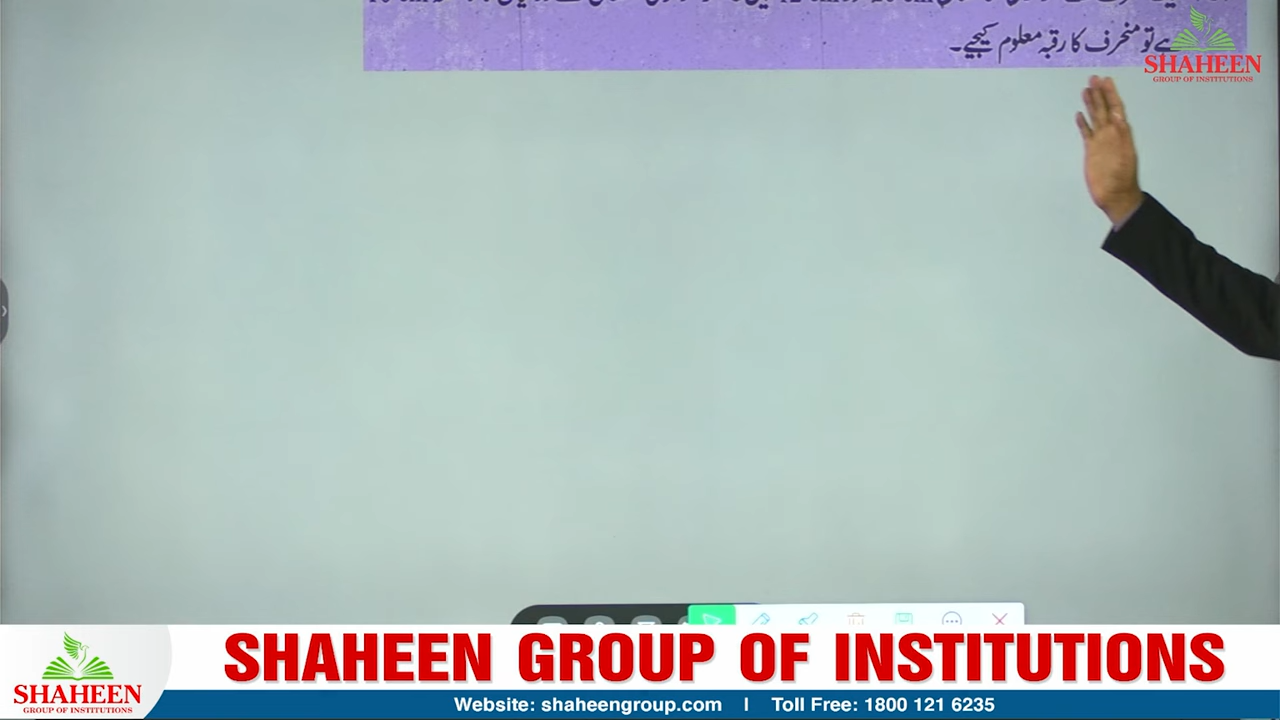 ہے تو منحرف کا رقبہ معلوم کیجیے۔
SHAHEEN
GROUP OF INSTITUTIONS
SHAHEEN
GROUP OF INSTITUTIONS
SHAHEEN GROUP OF INSTITUTIONS
Website: shaheengroup.com I Toll Free: 1800 121 6235